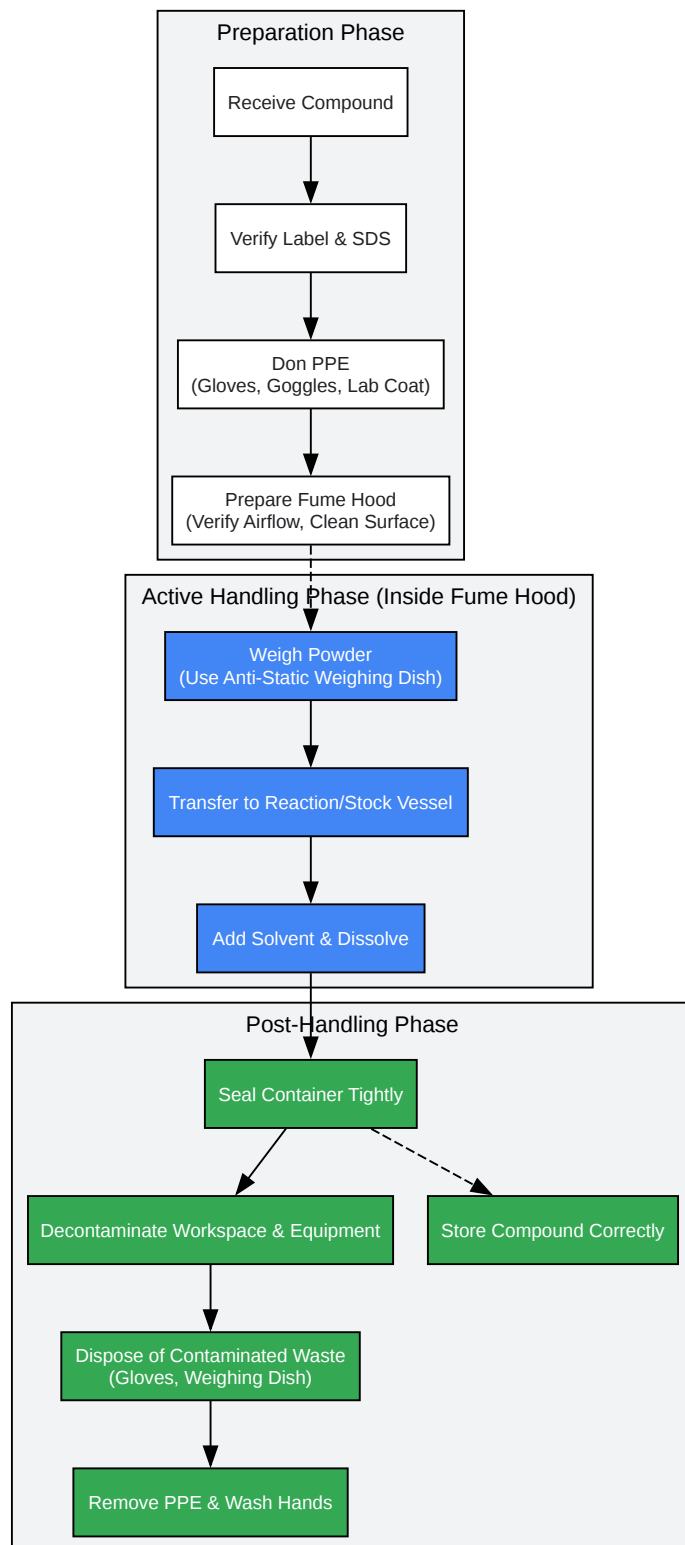 Preparation Phase
Receive Compound
Verify Label & SDS
Don PPE
(Gloves, Goggles, Lab Coat)
Prepare Fume Hood
(Verify Airflow, Clean Surface)
Active Handling Phase (Inside Fume Hood)
Weigh Powder
(Use Anti-Static Weighing Dish)
Transfer to Reaction/Stock Vessel
Add Solvent & Dissolve
Post-Handling Phase
Seal Container Tightly
Decontaminate Workspace & Equipment
Store Compound Correctly
Dispose of Contaminated Waste
(Gloves, Weighing Dish)
Remove PPE & Wash Hands